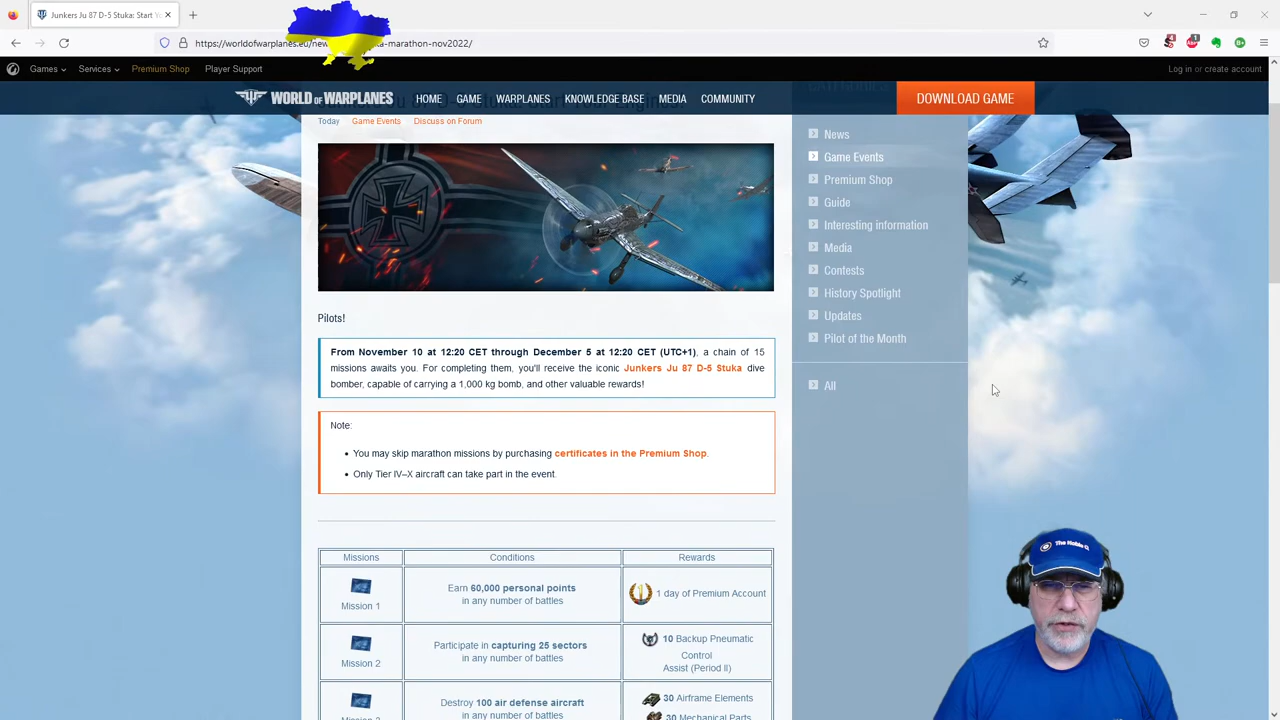 Junkers Ju 87 D-5 Stuka: Start Yo
https://worldofwarplanes.eu/new
a-marathon-nov2022/
Games
Services
Premium Shop
Player Support
Log in or create account
WORLD OF WARPLANES
HOME
GAME
WARPLANES
KNOWLEDGE BASE
MEDIA
COMMUNITY
DOWNLOAD GAME
Today
Game Events
Discuss on Forum
News
Game Events
Premium Shop
Guide
Interesting information
Media
Contests
History Spotlight
Updates
Pilot of the Month
All
Pilots!
From November 10 at 12:20 CET through December 5 at 12:20 CET (UTC+1), a chain of 15
missions awaits you. For completing them, you'll receive the iconic Junkers Ju 87 D-5 Stuka dive
bomber, capable of carrying a 1,000 kg bomb, and other valuable rewards!
Note:
You may skip marathon missions by purchasing certificates in the Premium Shop.
Only Tier IV–X aircraft can take part in the event.
Missions
Conditions
Rewards
Mission 1
Earn 60,000 personal points
in any number of battles
1 day of Premium Account
Mission 2
Participate in capturing 25 sectors
in any number of battles
10 Backup Pneumatic
Control
Assist (Period II)
Mission 3
Destroy 100 air defense aircraft
in any number of battles
30 Airframe Elements
30 Mechanical Parts